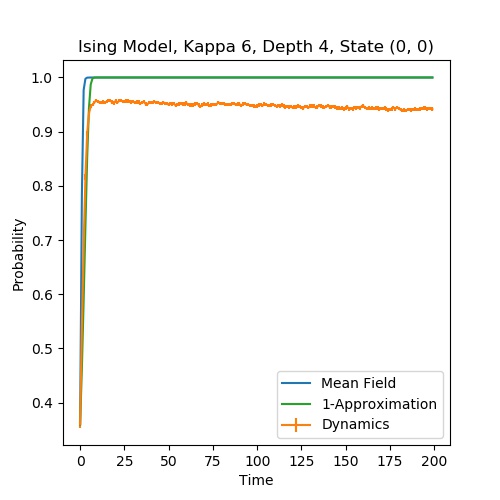 Ising Model, Kappa 6, Depth 4, State (0, 0)
1.0
0.9
0.8
0.7
0.6
0.5
0.4
Probability
Mean Field
1-Approximation
Dynamics
0 25 50 75 100 125 150 175 200
Time